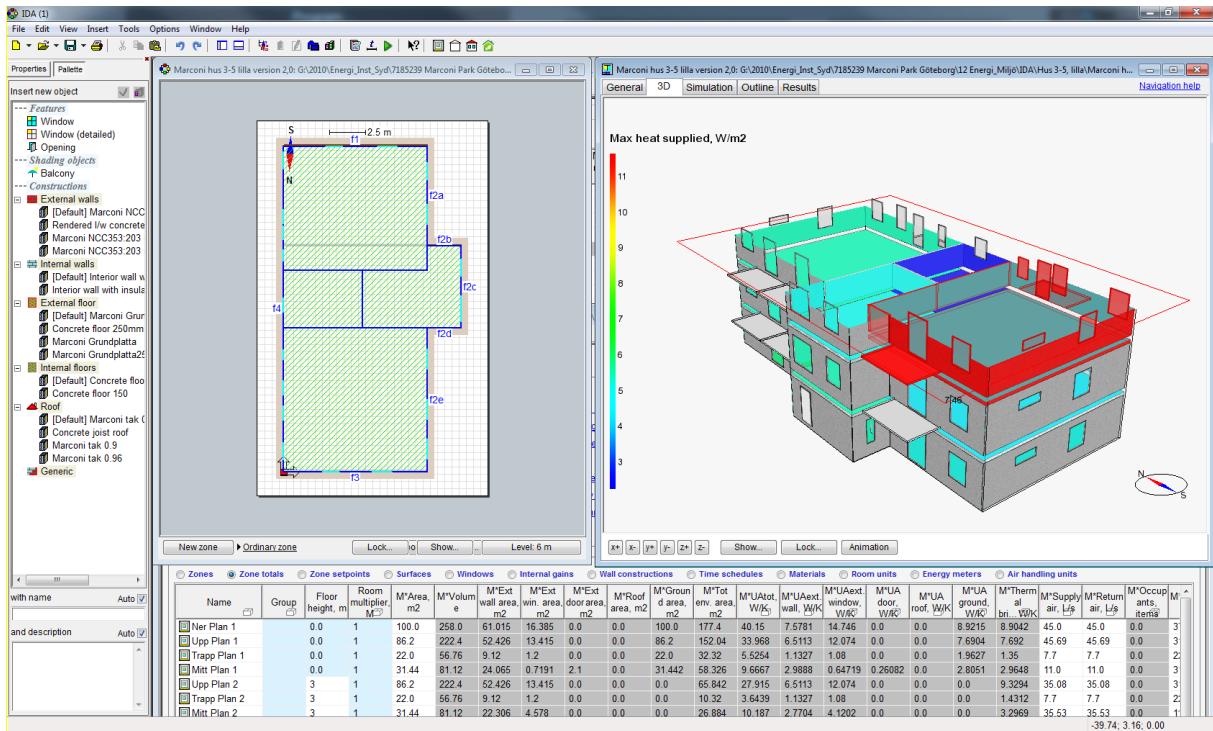 IDA (1)
File Edit View Insert Tools Options Window Help
Properties Palette
Insert new object
--- Features
Window
Window (detailed)
Opening
--- Shading objects
Balcony
--- Constructions
External walls
[Default] Marconi NCC
Rendered l/w concrete
Marconi NCC353:203
Marconi NCC353:203
Internal walls
[Default] Interior wall w
Interior wall with insula
External floor
[Default] Marconi Grur
Concrete floor 250mm
Marconi Grundplatta
Marconi Grundplatta25
Internal floors
[Default] Concrete floo
Concrete floor 150
Roof
[Default] Marconi tak (
Concrete joist roof
Marconi tak 0.9
Marconi tak 0.96
Generic
with name Auto
and description Auto
Marconi hus 3-5 lilla version 2,0: G:\2010\Energi_Inst_Syd\7185239 Marconi Park Götebo...
S
2.5 m
f1
N
f2a
f2b
f2c
f4
f2d
f2e
f3
New zone Ordinary zone Lock... Show... Level: 6 m
Marconi hus 3-5 lilla version 2,0: G:\2010\Energi_Inst_Syd\7185239 Marconi Park Göteborg\12 Energi_Miljö\IDA\Hus 3-5, lilla\Marconi h...
General 3D Simulation Outline Results Navigation help
Max heat supplied, W/m2
11
10
9
8
7
6
5
4
3
7.46
N
S
x+ x- y+ y- z+ z- Show... Lock... Animation
Zones Zone totals Zone setpoints Surfaces Windows Internal gains Wall constructions Time schedules Materials Room units Energy meters Air handling units
Name Group Floor height, m Room multiplier, M* M*Area, m2 M*Volum e M*Ext wall area, m2 M*Ext win. area, m2 M*Ext door area, m2 M*Roof area, m2 M*Groun d area, m2 M*Tot env. area, m2 M*UAtot, W/K M*UAext. wall, W/K M*UAext. window, W/K M*UA door, W/K M*UA roof, W/K M*UA ground, W/K M*Therm al bri.. W/K M*Supply air, L/s M*Return air, L/s M*Occup ants, items M*
Ner Plan 1 0.0 1 100.0 258.0 61.015 16.385 0.0 0.0 100.0 177.4 40.15 7.5781 14.746 0.0 0.0 8.9215 8.9042 45.0 45.0 0.0
Upp Plan 1 0.0 1 86.2 222.4 52.426 13.415 0.0 0.0 86.2 152.04 33.968 6.5113 12.074 0.0 0.0 7.6904 7.692 45.69 45.69 0.0
Trapp Plan 1 0.0 1 22.0 56.76 9.12 1.2 0.0 0.0 22.0 32.32 5.5254 1.1327 1.08 0.0 0.0 1.9627 1.35 7.7 7.7 0.0
Mitt Plan 1 0.0 1 31.44 81.12 24.065 0.7191 2.1 0.0 31.442 58.326 9.6667 2.9888 0.64719 0.26082 0.0 2.8051 2.9648 11.0 11.0 0.0
Upp Plan 2 3 1 86.2 222.4 52.426 13.415 0.0 0.0 0.0 65.842 27.915 6.5113 12.074 0.0 0.0 0.0 9.3294 35.08 35.08 0.0
Trapp Plan 2 3 1 22.0 56.76 9.12 1.2 0.0 0.0 0.0 10.32 3.6439 1.1327 1.08 0.0 0.0 0.0 1.4312 7.7 7.7 0.0
Mitt Plan 2 3 1 31.44 81.12 22.306 4.578 0.0 0.0 0.0 26.884 10.187 2.7704 4.1202 0.0 0.0 0.0 3.2969 35.53 35.53 0.0
-39.74; 3.16; 0.00